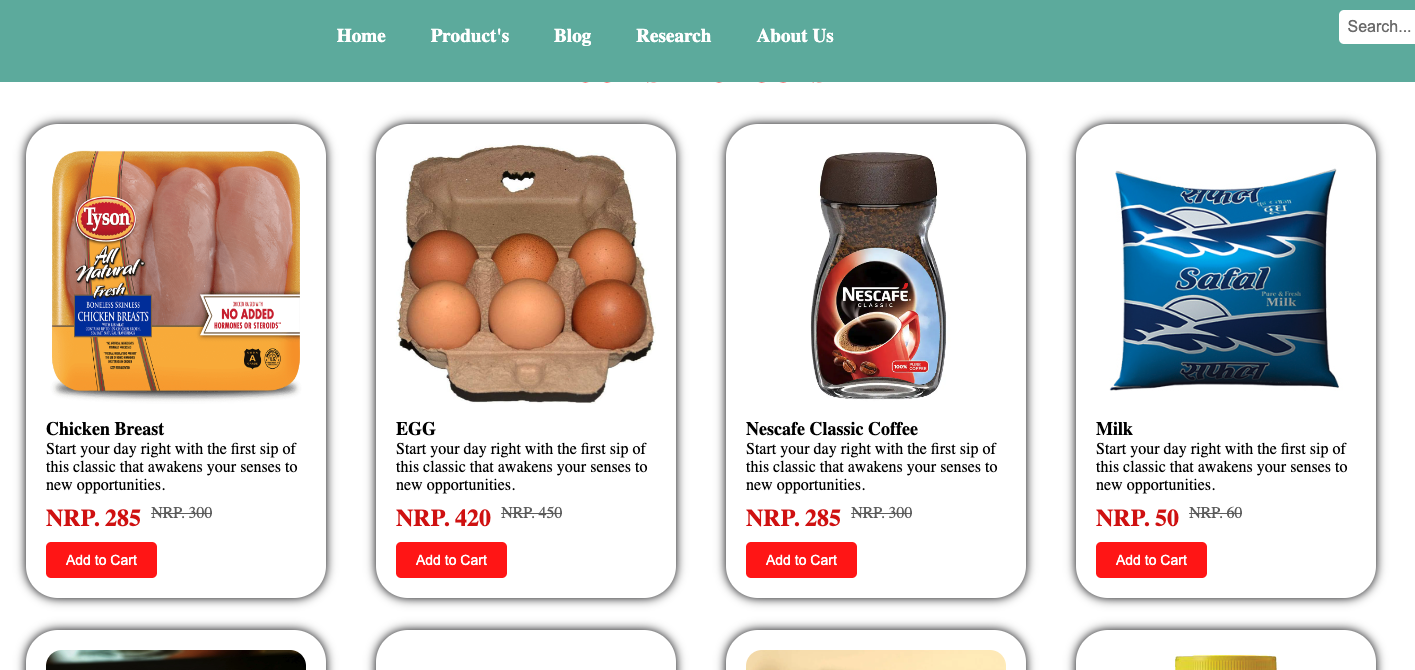 Home Product's Blog Research About Us
Search...
Tyson
All
Natural
Fresh
BONELESS SKINLESS
CHICKEN BREASTS
NO ADDED
HORMONES OR STEROIDS
NESCAFÉ
CLASSIC
100% PURE COFFEE
सफल
दूध
Safal
Pure & Fresh
Milk
सफल
Chicken Breast
Start your day right with the first sip of
this classic that awakens your senses to
new opportunities.
NRP. 285 NRP. 300
Add to Cart
EGG
Start your day right with the first sip of
this classic that awakens your senses to
new opportunities.
NRP. 420 NRP. 450
Add to Cart
Nescafe Classic Coffee
Start your day right with the first sip of
this classic that awakens your senses to
new opportunities.
NRP. 285 NRP. 300
Add to Cart
Milk
Start your day right with the first sip of
this classic that awakens your senses to
new opportunities.
NRP. 50 NRP. 60
Add to Cart